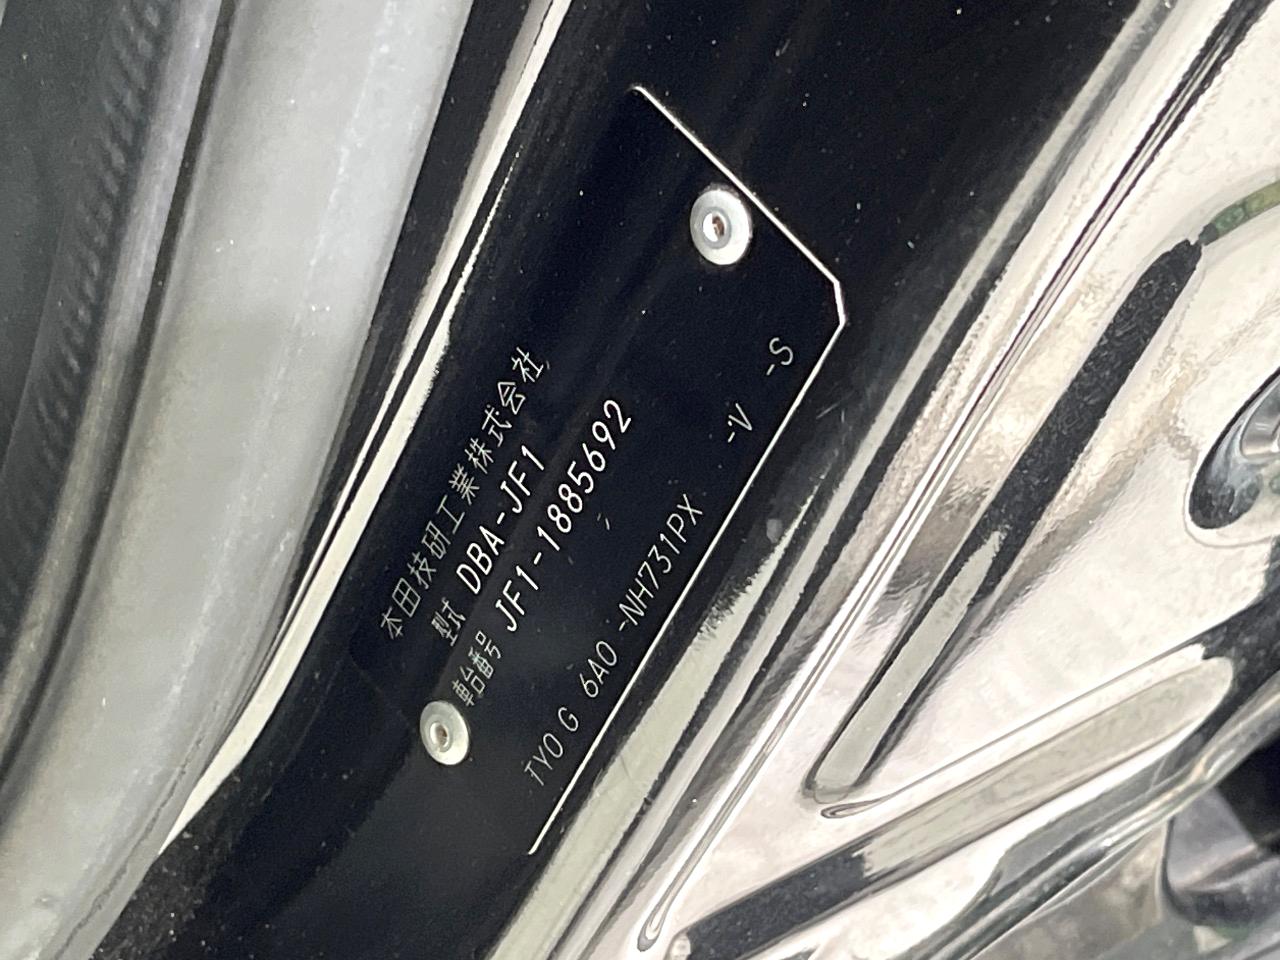 本田技研工業株式会社
型式 DBA-JF1
車台番号 JF1-1885692
TY0 G 6A0 -NH731PX -V -S